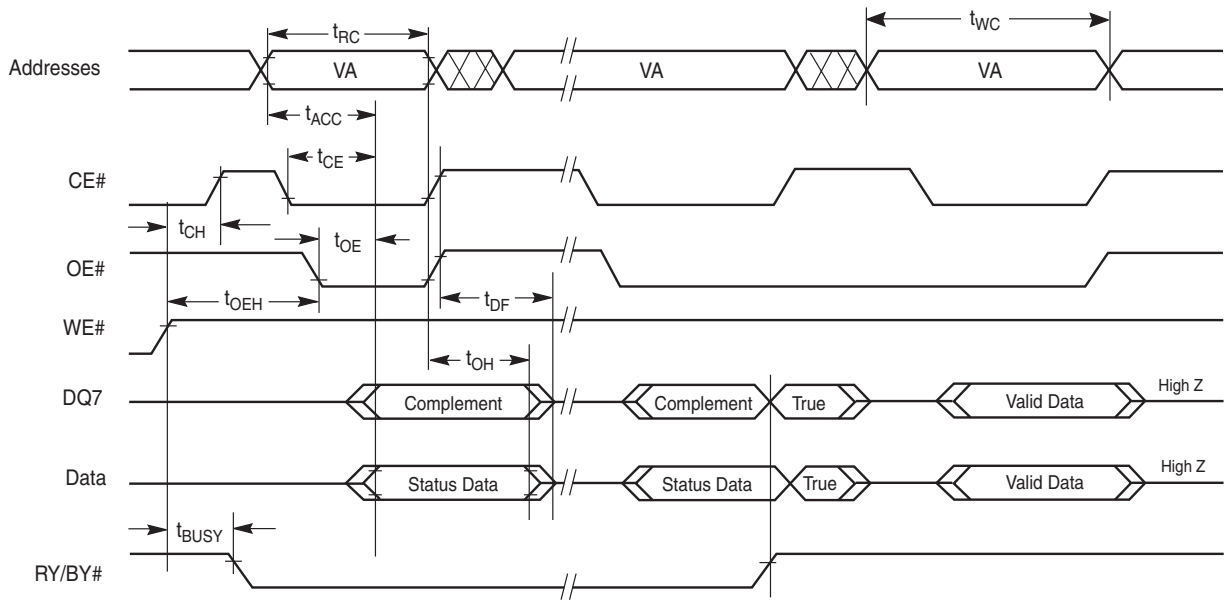 tRC
tWC
Addresses
VA
VA
VA
tACC
tCE
CE#
tCH
tOE
OE#
tOEH
tDF
WE#
tOH
DQ7
Complement
Complement
True
Valid Data
High Z
Data
Status Data
Status Data
True
Valid Data
High Z
tBUSY
RY/BY#